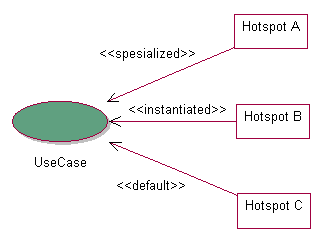 Hotspot A
<<spesialized>>
<<instantiated>>
Hotspot B
UseCase
<<default>>
Hotspot C